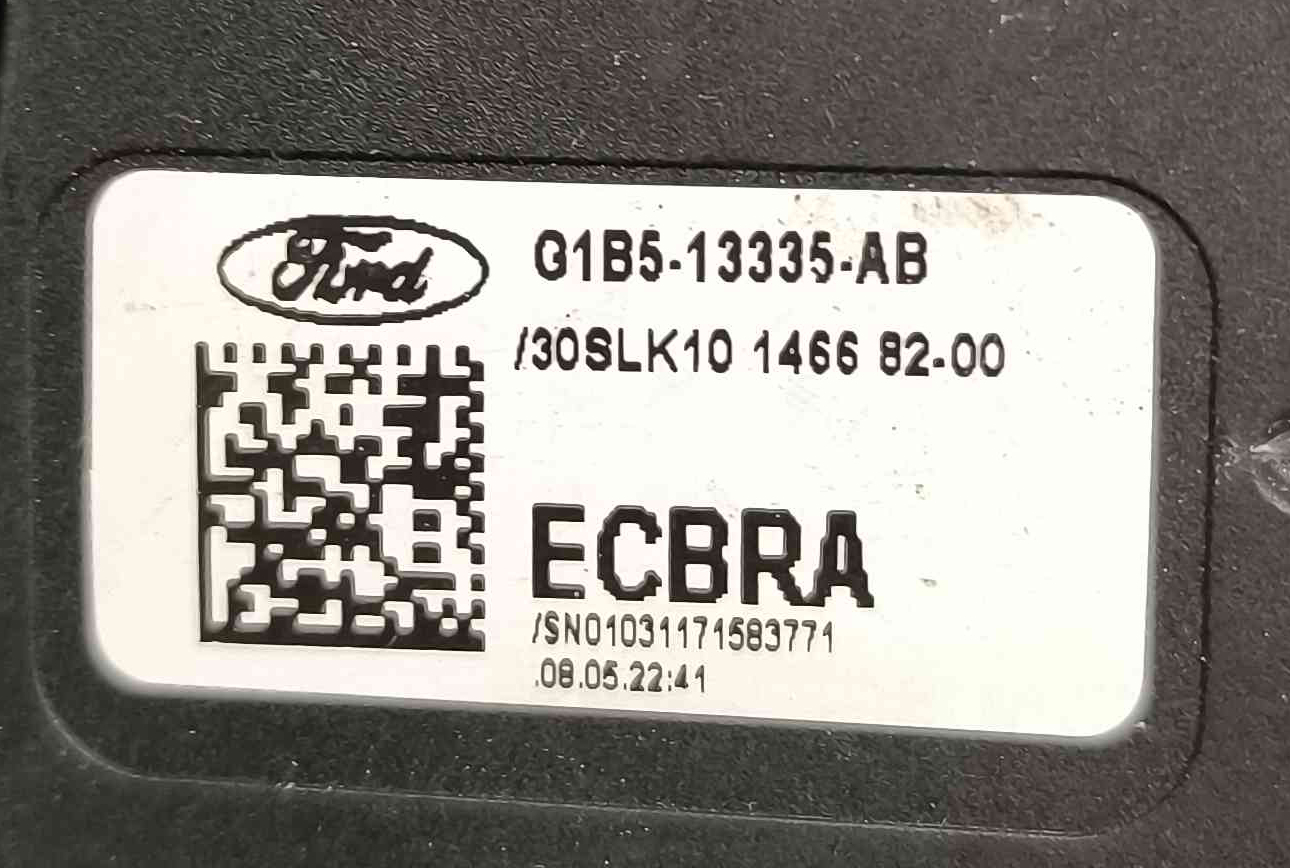 Ford
G1B5-13335-AB
/30SLK10 1466 82-00
ECBRA
/SN01031171583771
.08.05.22:41